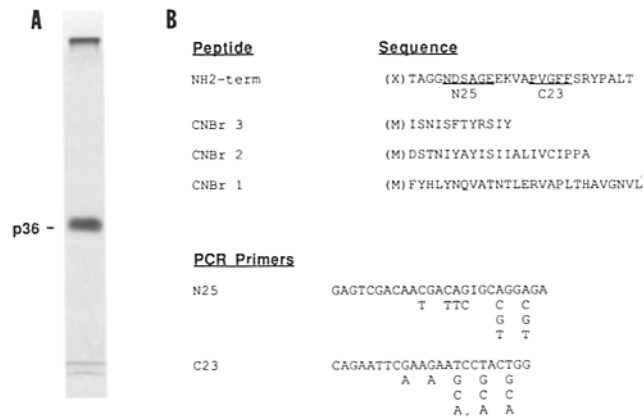 A
B
Peptide Sequence
NH2-term (X)TAGGNDSAGEEKVAPVGFFSRYPALT
N25 C23
CNBr 3 (M)ISNISFTYRSIY
CNBr 2 (M)DSTNIYAYISIIALIVCIPPA
CNBr 1 (M)FYHLYNQVATNTLERVAPLTHAVGNVL
p36 -
PCR Primers
N25 GAGTCGACAACGACAGIGCAGGAGA
T TTC C C
G G
T T
C23 CAGAATTCGAAGAATCCTACTGG
A A G G G
C C C
A. A A